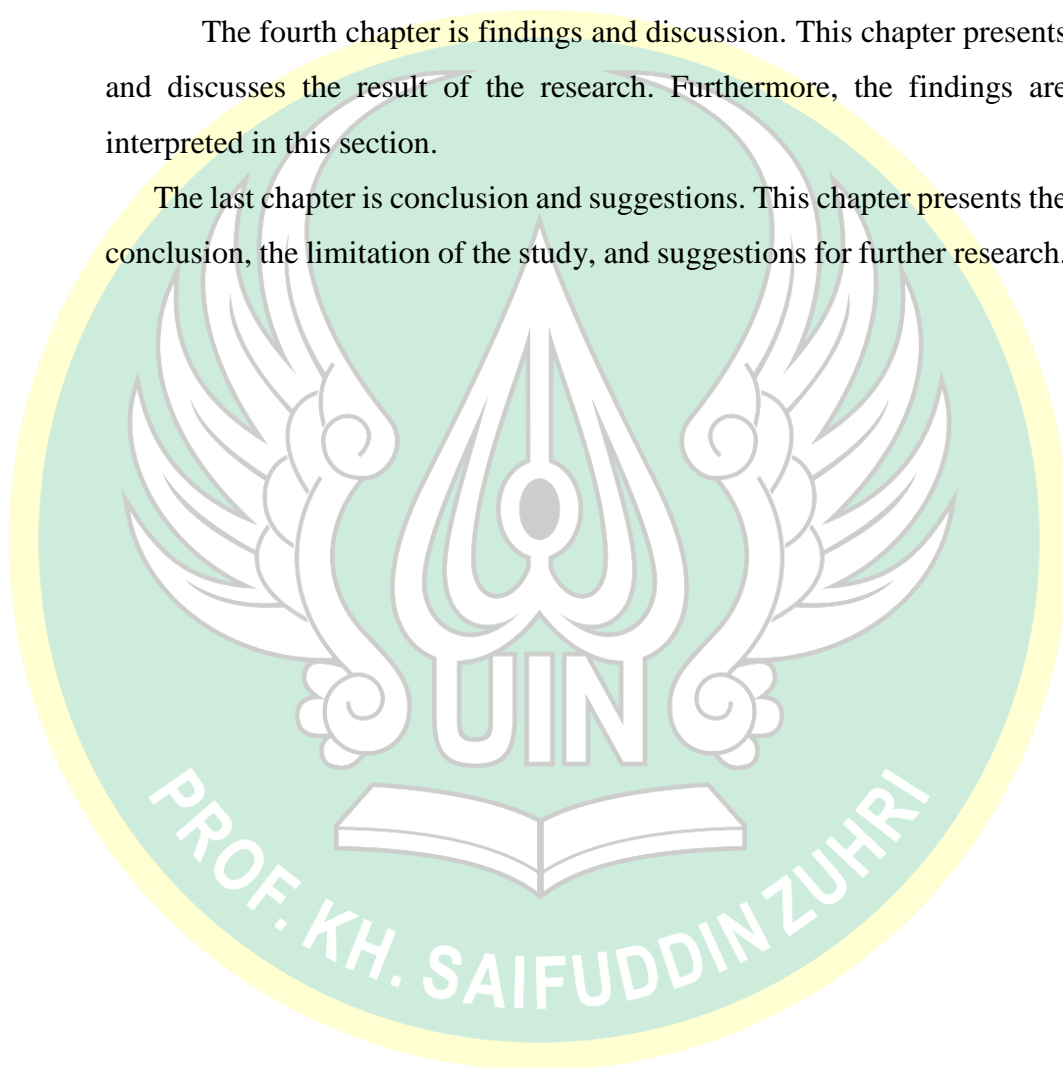 The fourth chapter is findings and discussion. This chapter presents
and discusses the result of the research. Furthermore, the findings are
interpreted in this section.
The last chapter is conclusion and suggestions. This chapter presents the
conclusion, the limitation of the study, and suggestions for further research.
UIN
PROF. KH. SAIFUDDIN ZUHRI